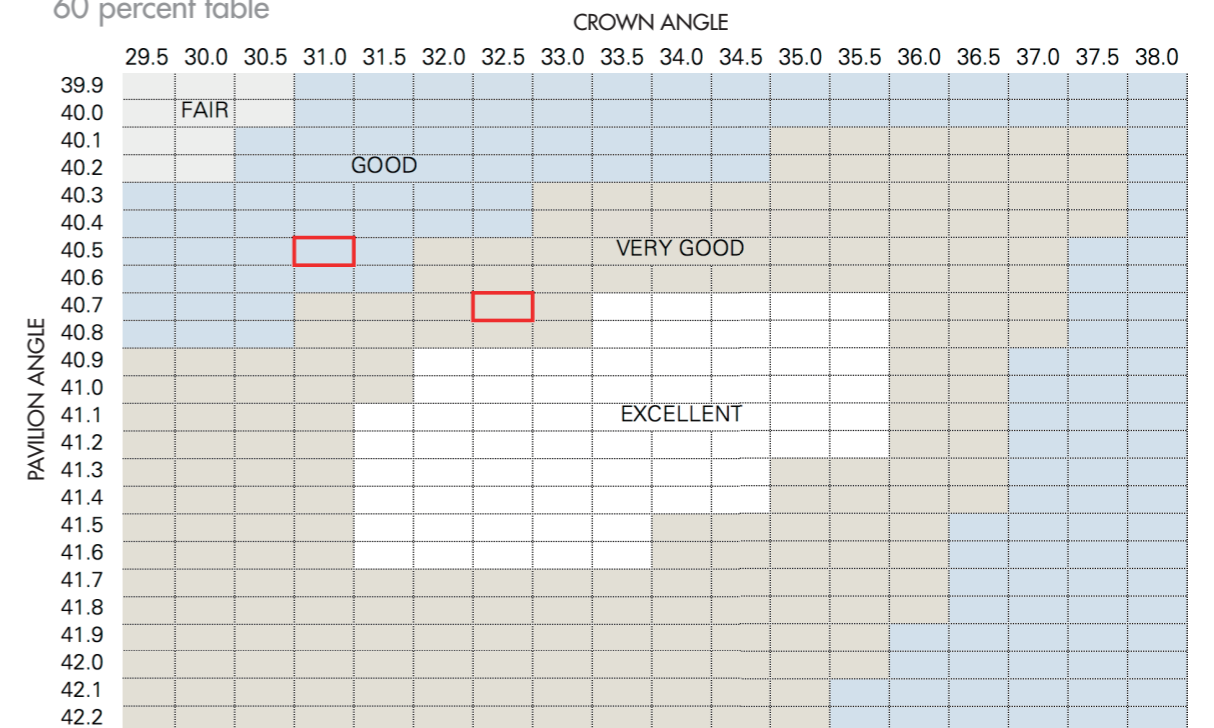 60 percent table
CROWN ANGLE
29.5 30.0 30.5 31.0 31.5 32.0 32.5 33.0 33.5 34.0 34.5 35.0 35.5 36.0 36.5 37.0 37.5 38.0
PAVILION ANGLE
39.9
40.0 FAIR
40.1
40.2 GOOD
40.3
40.4
40.5 VERY GOOD
40.6
40.7
40.8
40.9
41.0
41.1 EXCELLENT
41.2
41.3
41.4
41.5
41.6
41.7
41.8
41.9
42.0
42.1
42.2